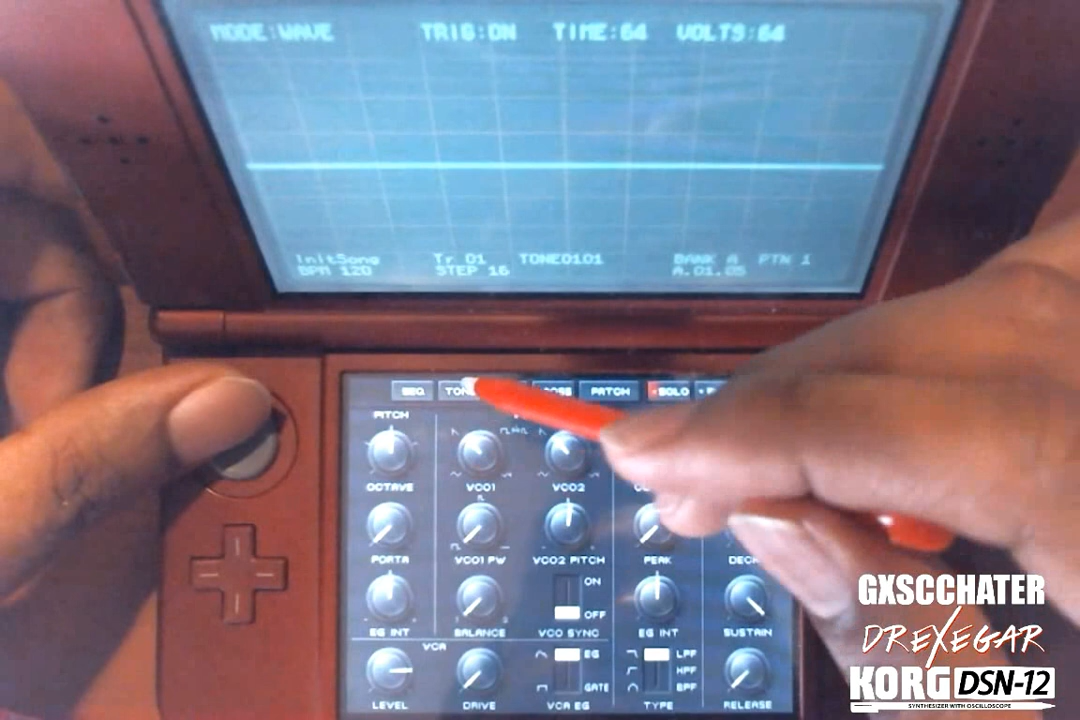 MODE:WAVE TRIG:ON TIME:64 VOLTS:64
InitSong Tr 01 TONE0101 BANK A PTN 1
BPM 120 STEP 16 A.01.05
SEQ PATCH SOLO
PITCH
OCTAVE VCO1 VCO2
PORTA VCO1 PW VCO2 PITCH PEAK
ON
OFF
EG INT BALANCE VCO SYNC EG INT SUSTAIN
VCA
EG LPF
HPF
GATE BPF
LEVEL DRIVE VCA EG TYPE RELEASE
GXSCCHATER
DREXEGAR
KORG DSN-12
SYNTHESIZER WITH OSCILLOSCOPE